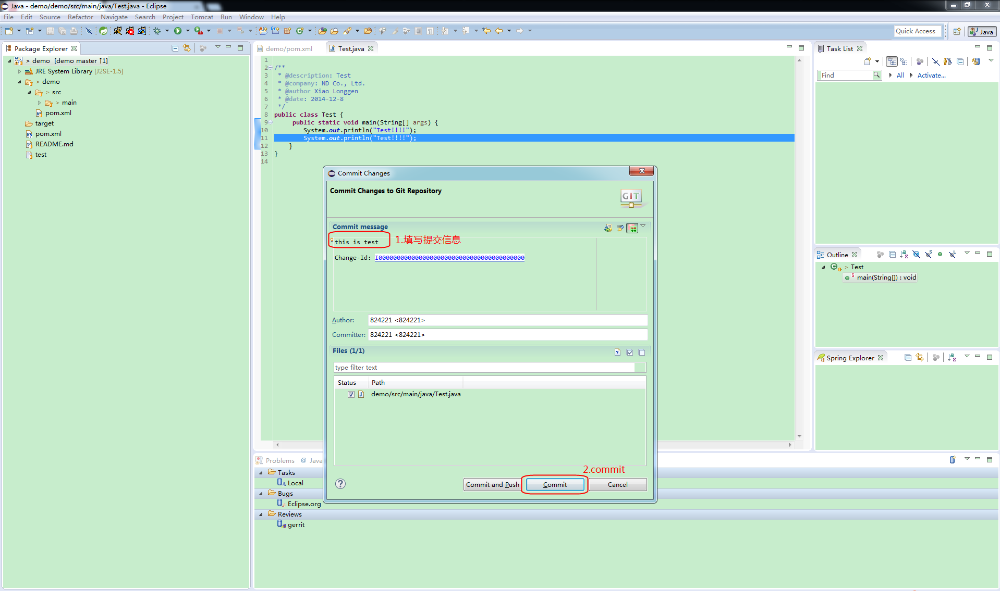 Java - demo/demo/src/main/java/Test.java - Eclipse
File Edit Source Refactor Navigate Search Project Tomcat Run Window Help
Quick Access
Java
Package Explorer
> demo [demo master ↑1]
JRE System Library [J2SE-1.5]
> demo
> src
> main
pom.xml
target
pom.xml
README.md
test
demo/pom.xml
Test.java
1
2 /**
3 * @description: Test
4 * @company: ND Co., Ltd.
5 * @author Xiao Longgen
6 * @date: 2014-12-8
7 */
8 public class Test {
9 public static void main(String[] args) {
10 System.out.println("Test!!!!");
11 System.out.println("Test!!!!");
12 }
13 }
14
Commit Changes
Commit Changes to Git Repository
GIT
Commit message
this is test
1.填写提交信息
Change-Id: I0000000000000000000000000000000000000000
Author: 824221 <824221>
Committer: 824221 <824221>
Files (1/1)
type filter text
Status Path
demo/src/main/java/Test.java
2.commit
Commit and Push
Commit
Cancel
Problems @ Java
Tasks
Local
Bugs
Eclipse.org
Reviews
gerrit
Task List
Find
All
Activate...
Outline
> Test
main(String[]) : void
Spring Explorer